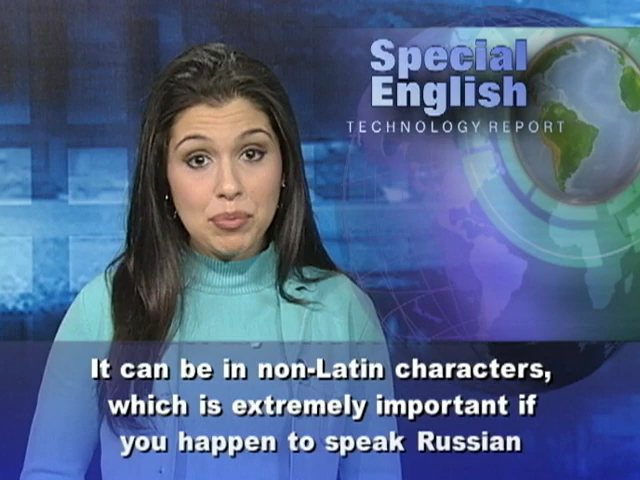 Special
English
TECHNOLOGY REPORT
It can be in non-Latin characters,
which is extremely important if
you happen to speak Russian